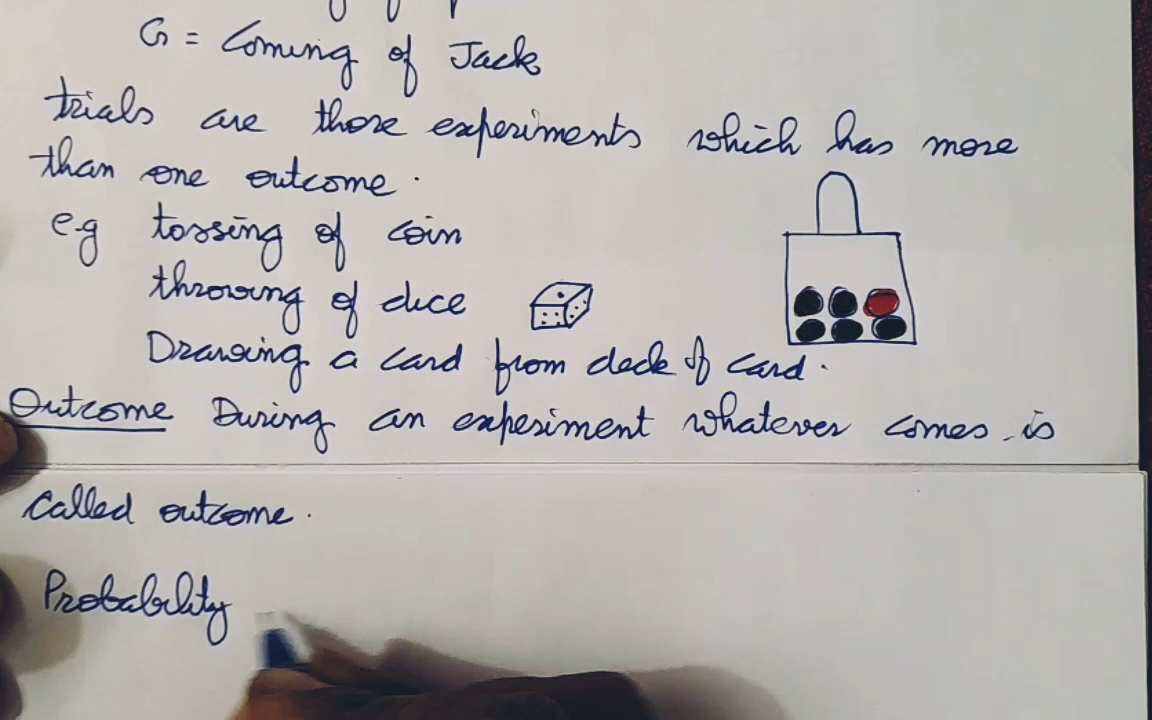 G = Coming of Jack
trials are those experiments which has more
than one outcome.
e.g tossing of coin
throwing of dice
Drawing a card from deck of card.
Outcome During an experiment whatever comes is
called outcome.
Probability